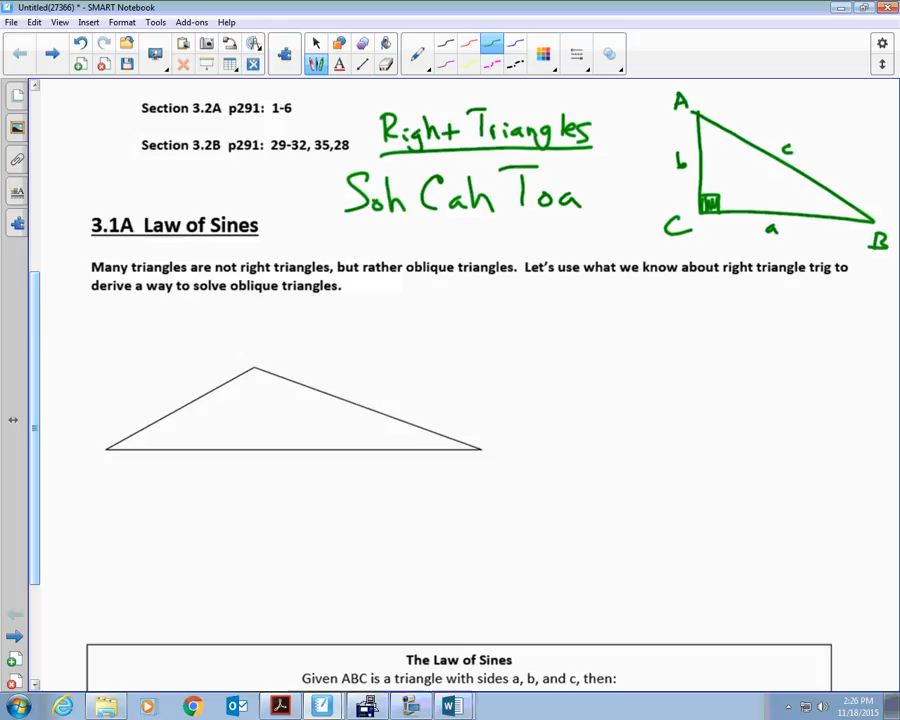 Untitled(27366) * - SMART Notebook
File Edit View Insert Format Tools Add-ons Help
Section 3.2A p291: 1-6
Section 3.2B p291: 29-32, 35,28
Right Triangles
Soh Cah Toa
A
b
c
C
a
B
3.1A Law of Sines
Many triangles are not right triangles, but rather oblique triangles. Let's use what we know about right triangle trig to
derive a way to solve oblique triangles.
The Law of Sines
Given ABC is a triangle with sides a, b, and c, then:
2:26 PM
11/18/2015